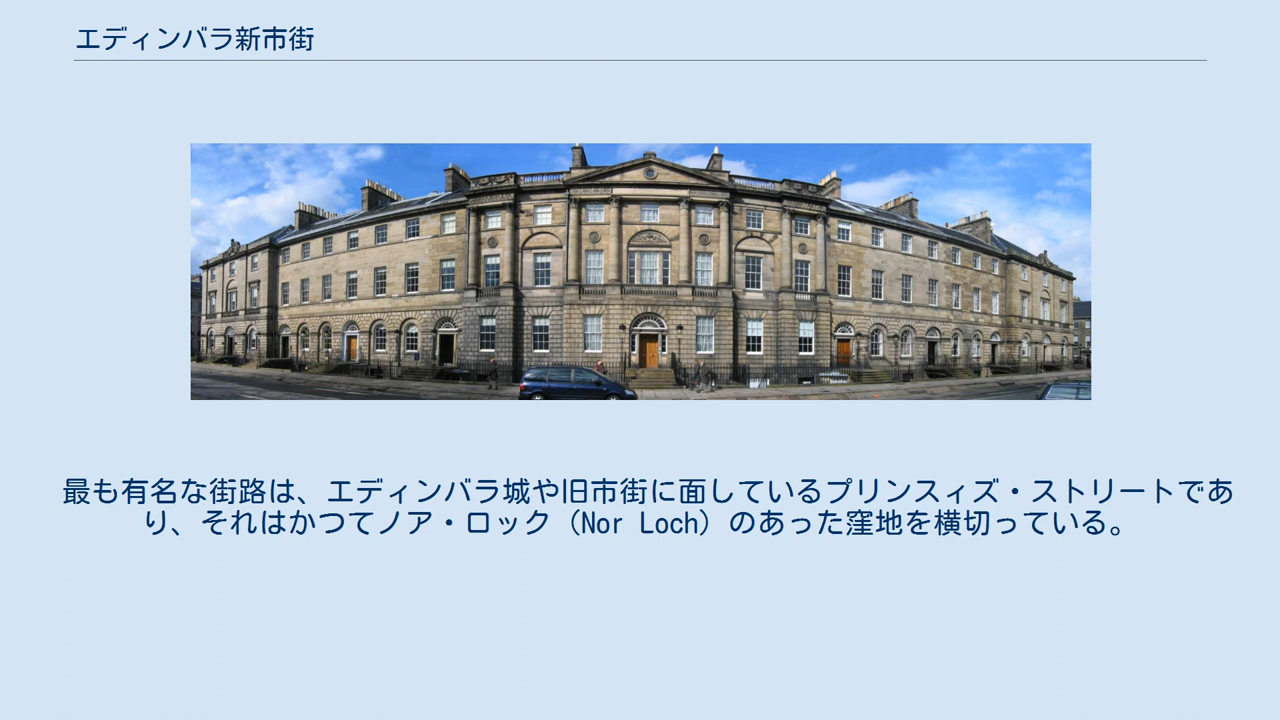 エディンバラ新市街
最も有名な街路は、エディンバラ城や旧市街に面しているプリンスィズ・ストリートであ
り、それはかつてノア・ロック（Nor Loch）のあった窪地を横切っている。